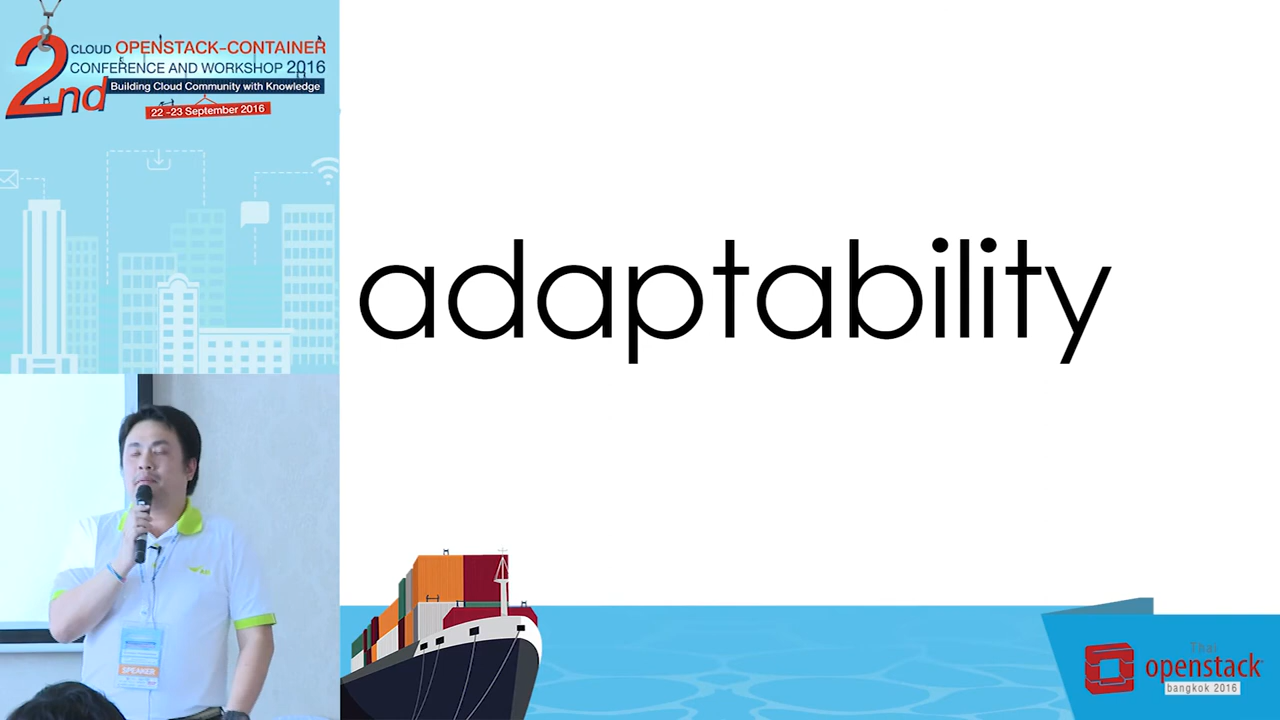 2nd
CLOUD OPENSTACK-CONTAINER
CONFERENCE AND WORKSHOP 2016
Building Cloud Community with Knowledge
22 -23 September 2016
adaptability
SPEAKER
Thai
openstack
bangkok 2016